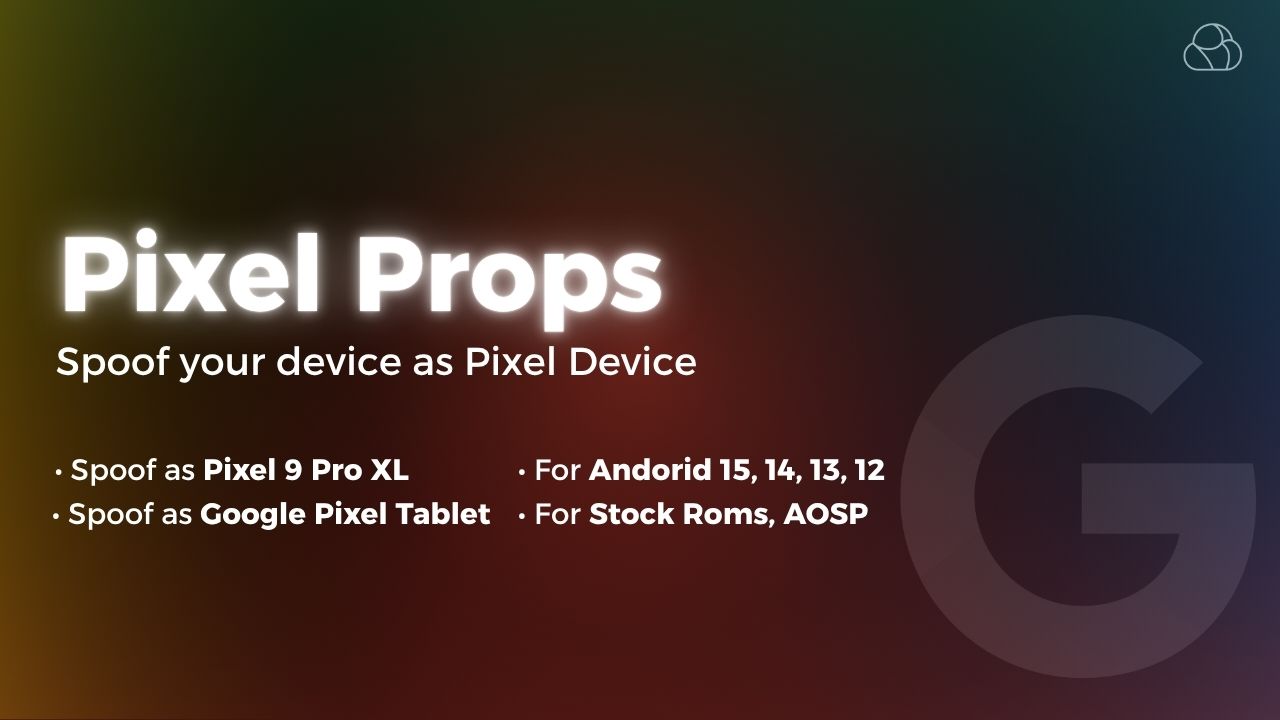 Pixel Props
Spoof your device as Pixel Device
• Spoof as Pixel 9 Pro XL
• Spoof as Google Pixel Tablet
• For Andorid 15, 14, 13, 12
• For Stock Roms, AOSP